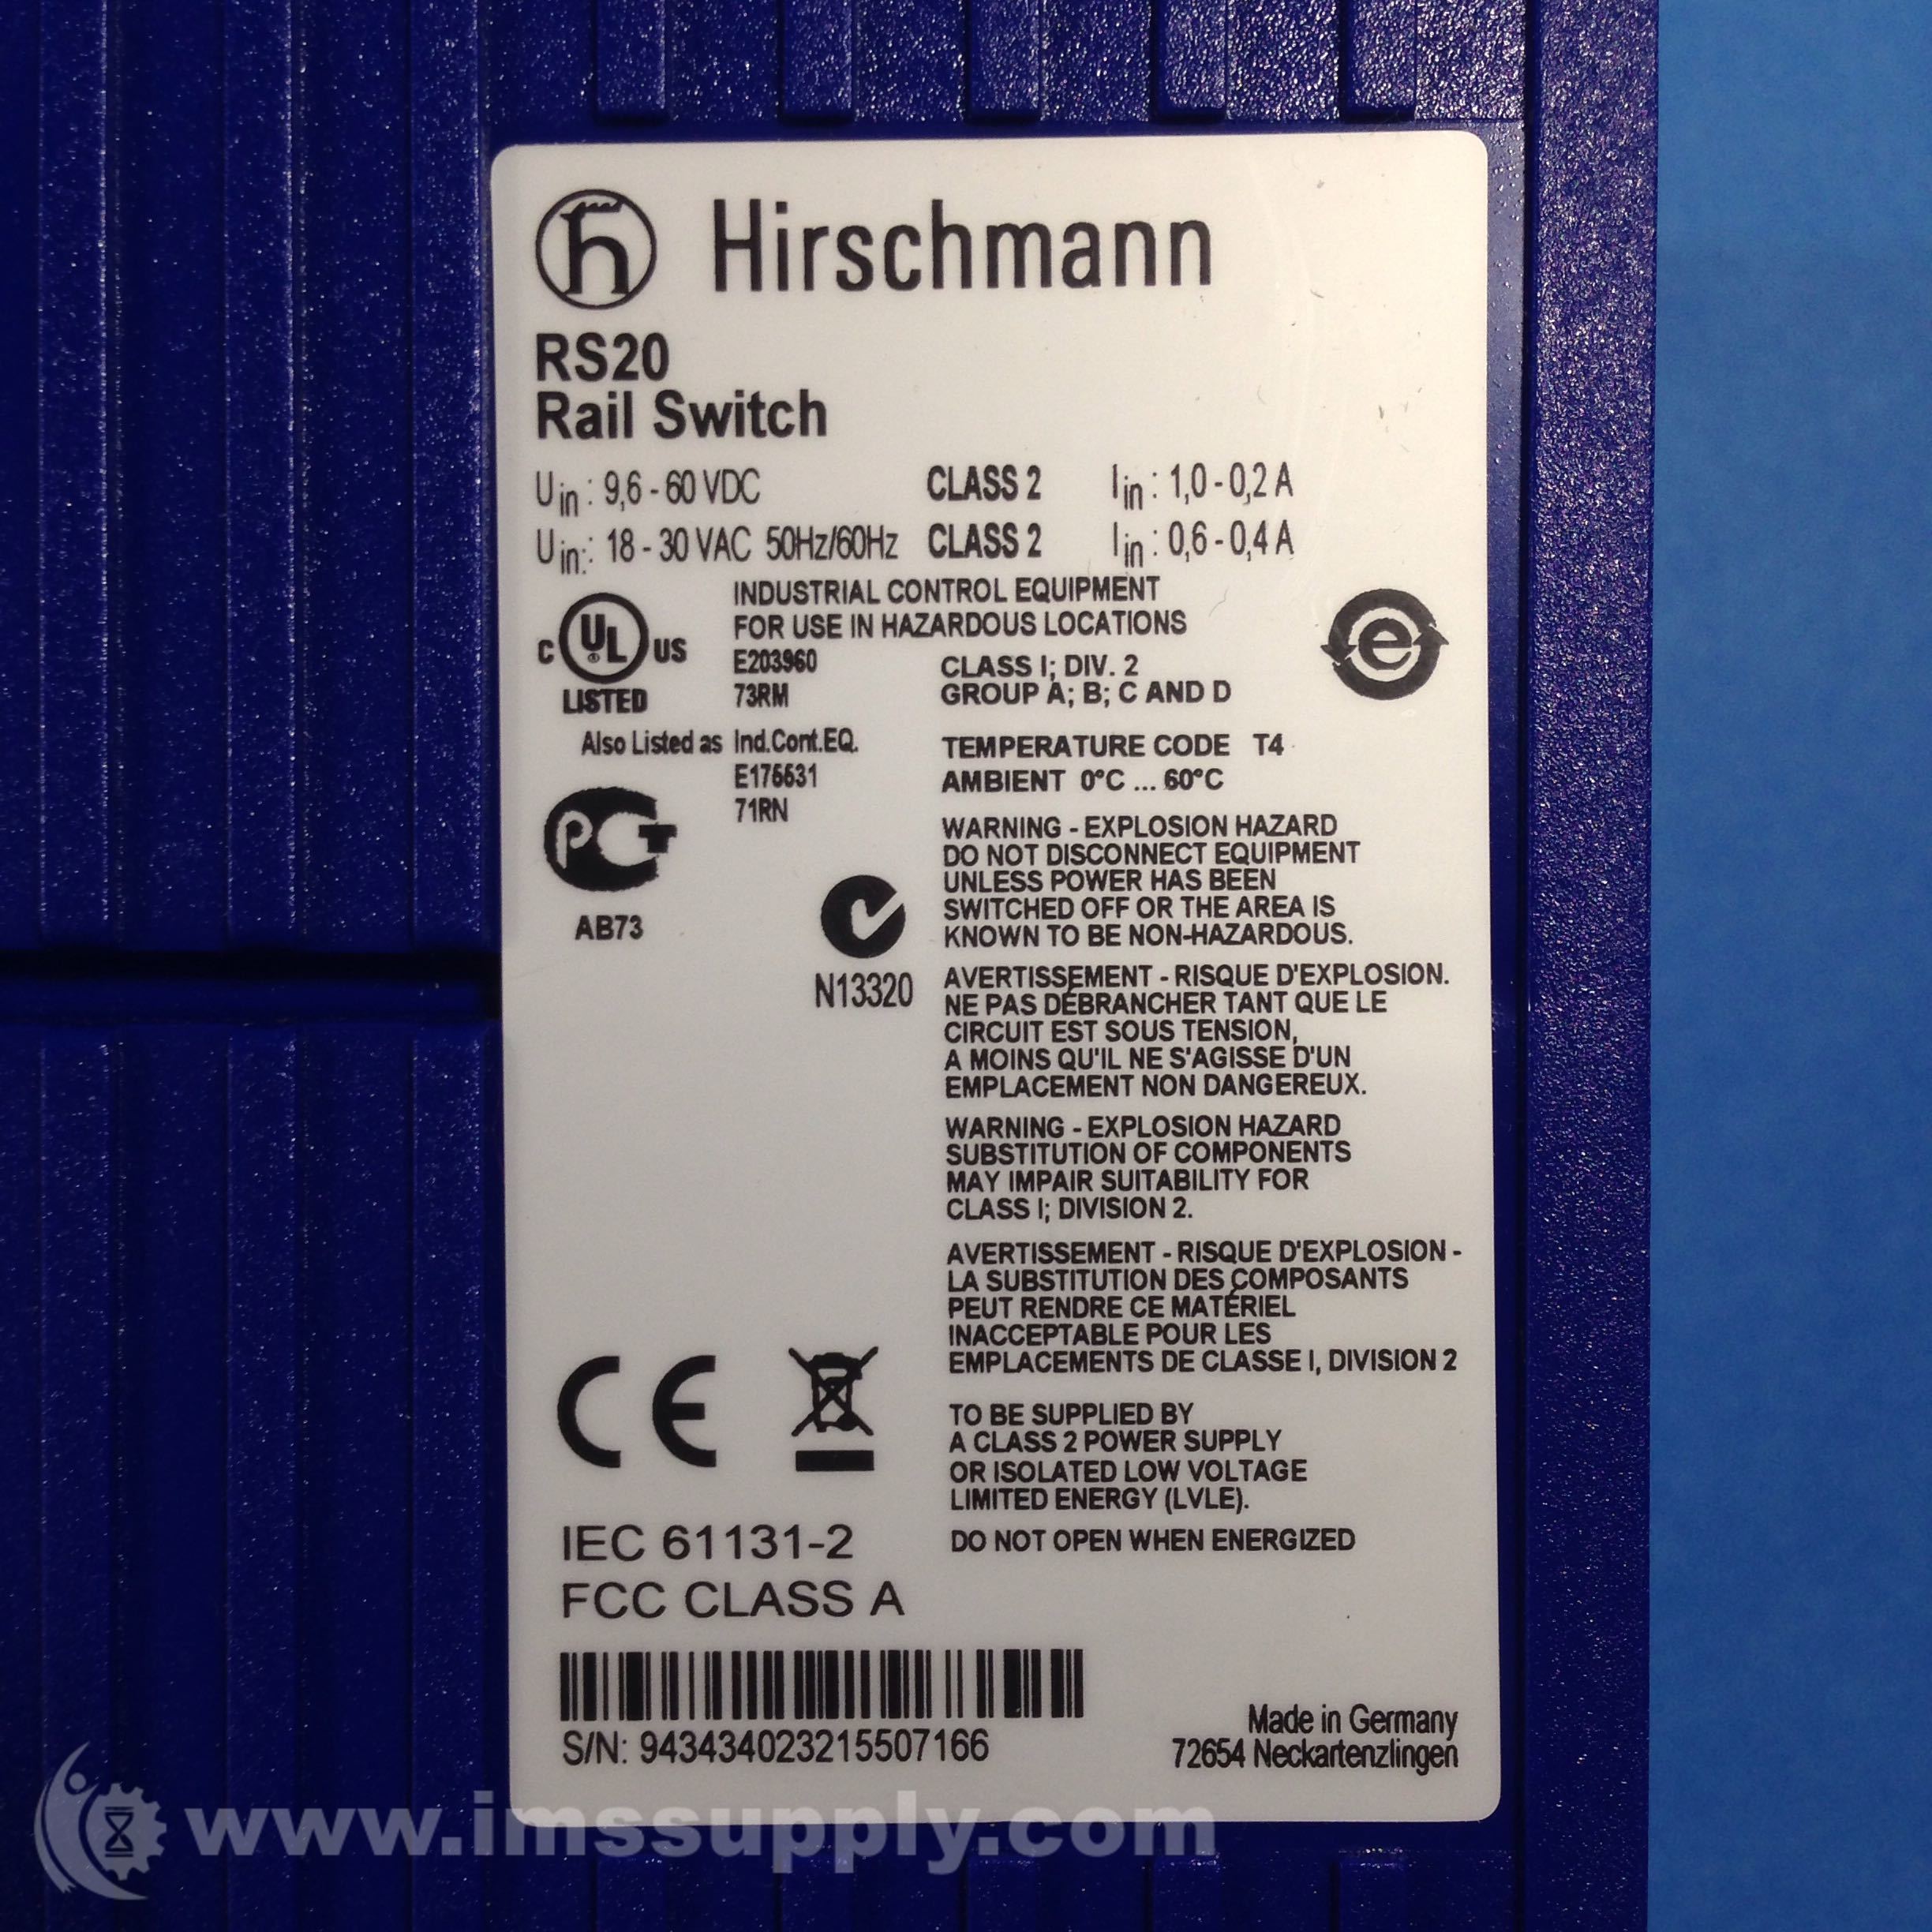 Hirschmann
RS20
Rail Switch
Uin: 9,6 - 60 VDC CLASS 2 Iin: 1,0 - 0,2 A
Uin: 18 - 30 VAC 50Hz/60Hz CLASS 2 Iin: 0,6 - 0,4 A
INDUSTRIAL CONTROL EQUIPMENT
FOR USE IN HAZARDOUS LOCATIONS
C UL US
LISTED
E203960
73RM
CLASS I; DIV. 2
GROUP A; B; C AND D
e
Also Listed as Ind.Cont.EQ.
E175531
71RN
TEMPERATURE CODE T4
AMBIENT 0°C ... 60°C
PCT
AB73
N13320
WARNING - EXPLOSION HAZARD
DO NOT DISCONNECT EQUIPMENT
UNLESS POWER HAS BEEN
SWITCHED OFF OR THE AREA IS
KNOWN TO BE NON-HAZARDOUS.
AVERTISSEMENT - RISQUE D'EXPLOSION.
NE PAS DÉBRANCHER TANT QUE LE
CIRCUIT EST SOUS TENSION,
A MOINS QU'IL NE S'AGISSE D'UN
EMPLACEMENT NON DANGEREUX.
WARNING - EXPLOSION HAZARD
SUBSTITUTION OF COMPONENTS
MAY IMPAIR SUITABILITY FOR
CLASS I; DIVISION 2.
AVERTISSEMENT - RISQUE D'EXPLOSION -
LA SUBSTITUTION DES COMPOSANTS
PEUT RENDRE CE MATÉRIEL
INACCEPTABLE POUR LES
EMPLACEMENTS DE CLASSE I, DIVISION 2
TO BE SUPPLIED BY
A CLASS 2 POWER SUPPLY
OR ISOLATED LOW VOLTAGE
LIMITED ENERGY (LVLE).
DO NOT OPEN WHEN ENERGIZED
CE
IEC 61131-2
FCC CLASS A
S/N: 943434023215507166
Made in Germany
72654 Neckartenzlingen
www.imssupply.com